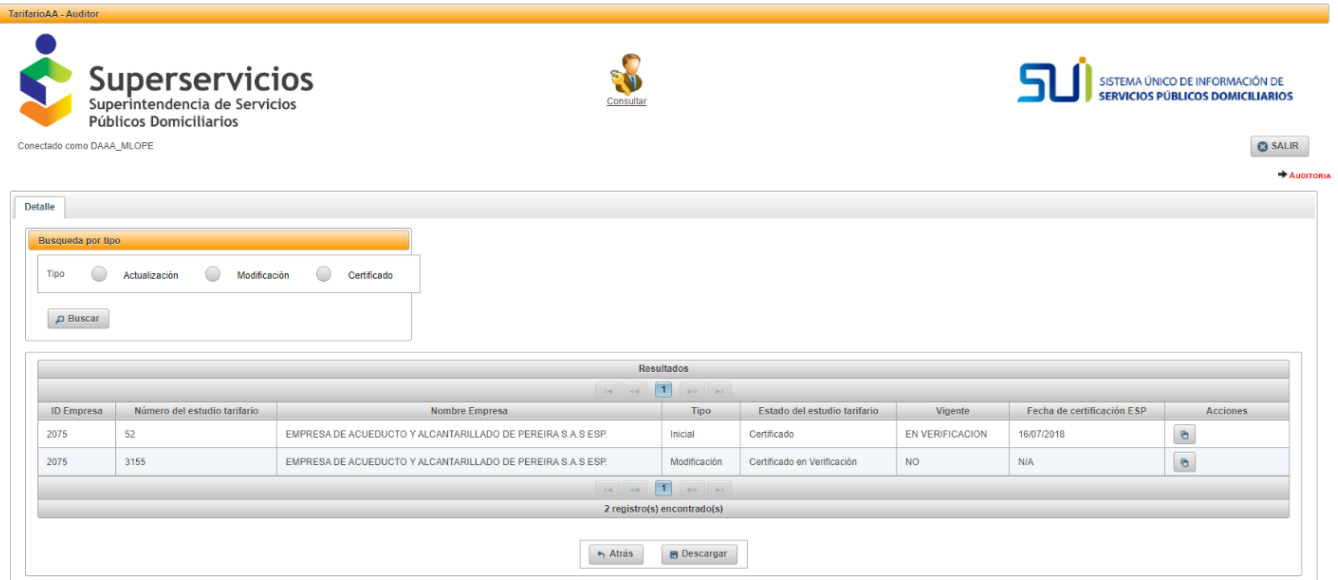 TarifarioAA - Auditor
Superservicios
Superintendencia de Servicios
Públicos Domiciliarios
Consultar
sui SISTEMA ÚNICO DE INFORMACIÓN DE
SERVICIOS PÚBLICOS DOMICILIARIOS
Conectado como DAAA_MLOPE
SALIR
AUDITORIA
Detalle
Busqueda por tipo
Tipo Actualización Modificación Certificado
Buscar
Resultados
1
ID Empresa Número del estudio tarifario Nombre Empresa Tipo Estado del estudio tarifario Vigente Fecha de certificación ESP Acciones
2075 52 EMPRESA DE ACUEDUCTO Y ALCANTARILLADO DE PEREIRA S.A.S ESP. Inicial Certificado EN VERIFICACION 16/07/2018
2075 3155 EMPRESA DE ACUEDUCTO Y ALCANTARILLADO DE PEREIRA S.A.S ESP. Modificación Certificado en Verificación NO N/A
1
2 registro(s) encontrado(s)
Atrás Descargar